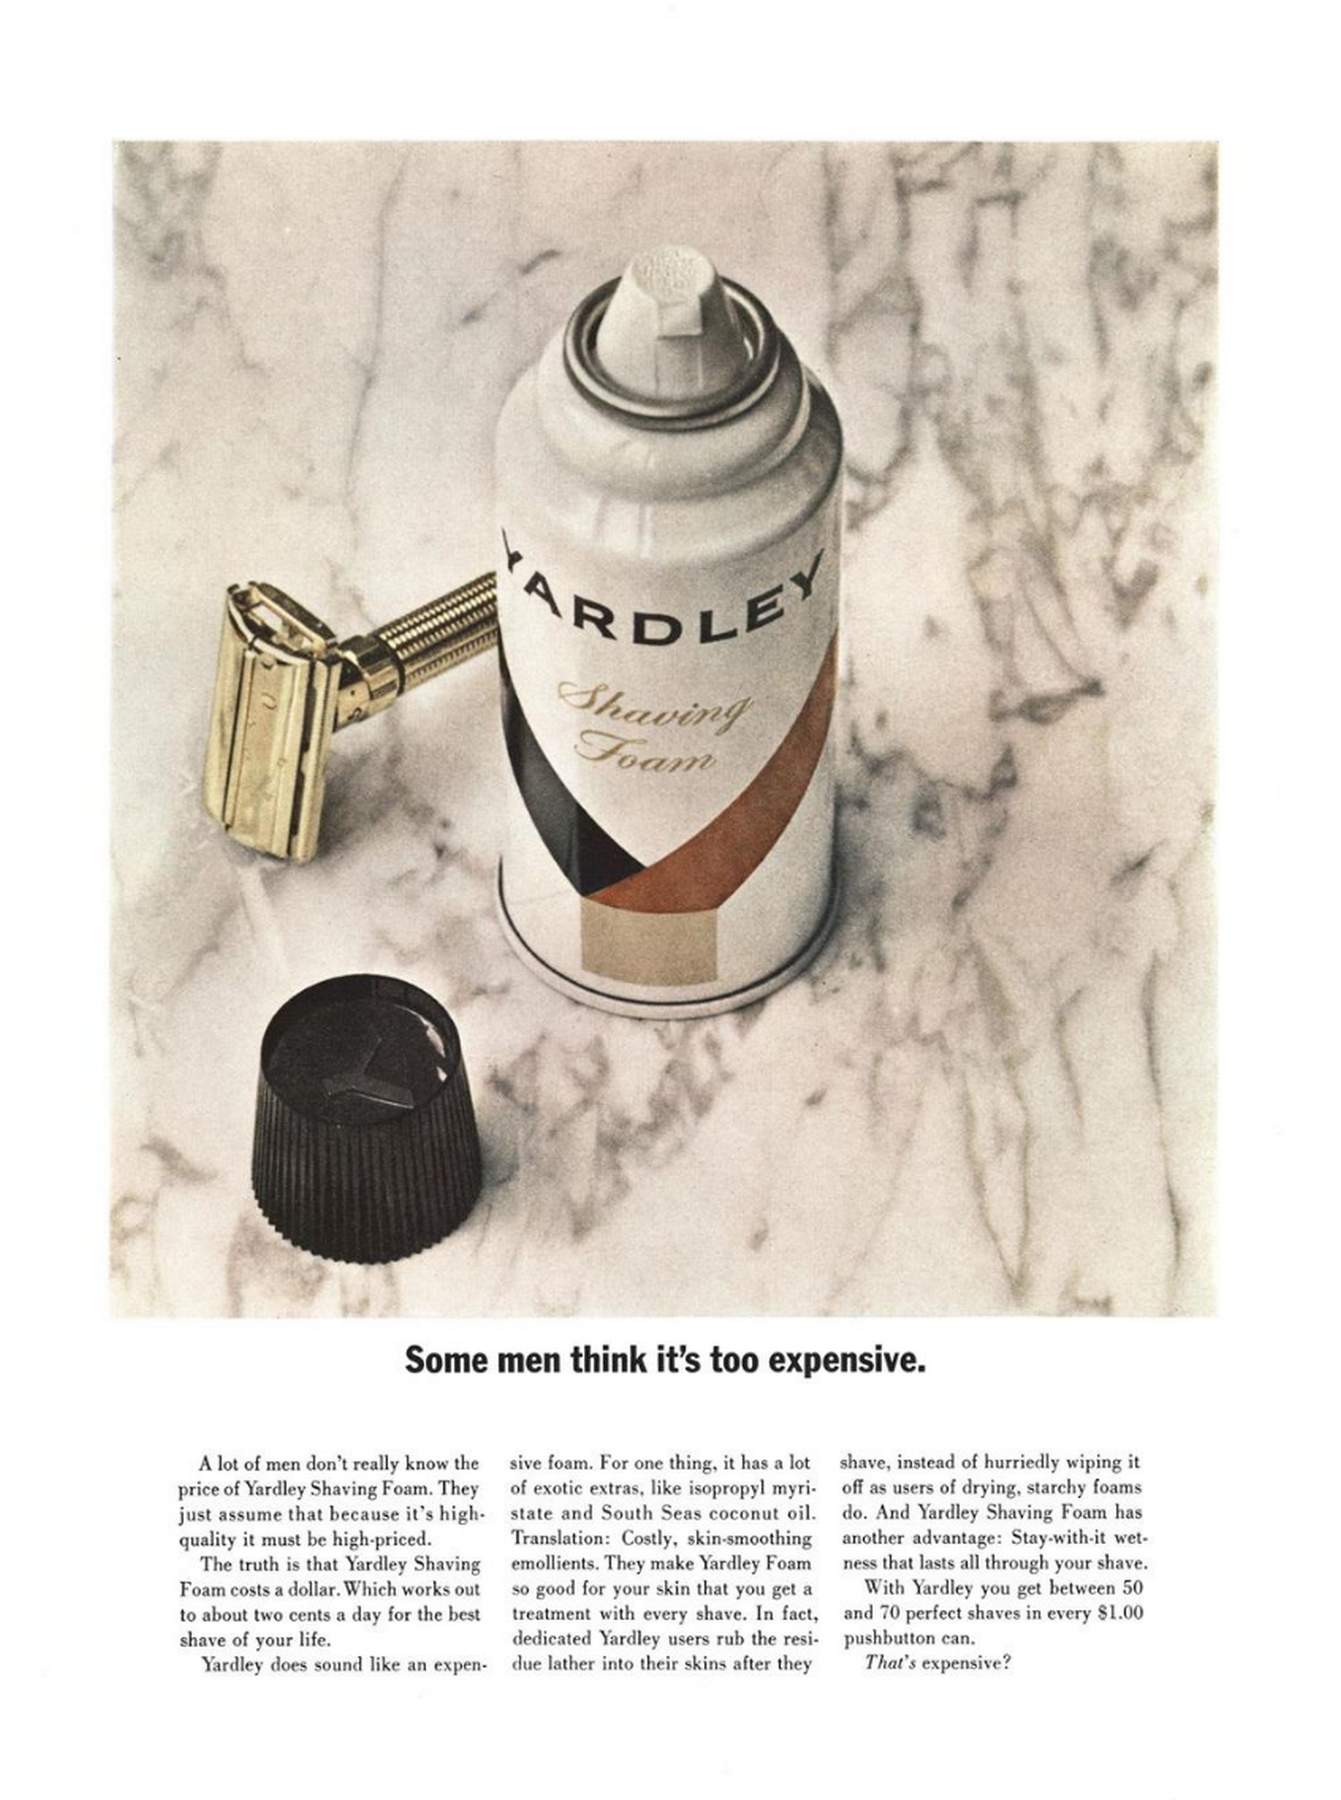 YARDLEY
Shaving
Foam
Some men think it's too expensive.
A lot of men don't really know the
price of Yardley Shaving Foam. They
just assume that because it's high-
quality it must be high-priced.
The truth is that Yardley Shaving
Foam costs a dollar. Which works out
to about two cents a day for the best
shave of your life.
Yardley does sound like an expen-
sive foam. For one thing, it has a lot
of exotic extras, like isopropyl myri-
state and South Seas coconut oil.
Translation: Costly, skin-smoothing
emollients. They make Yardley Foam
so good for your skin that you get a
treatment with every shave. In fact,
dedicated Yardley users rub the resi-
due lather into their skins after they
shave, instead of hurriedly wiping it
off as users of drying, starchy foams
do. And Yardley Shaving Foam has
another advantage: Stay-with-it wet-
ness that lasts all through your shave.
With Yardley you get between 50
and 70 perfect shaves in every $1.00
pushbutton can.
That's expensive?